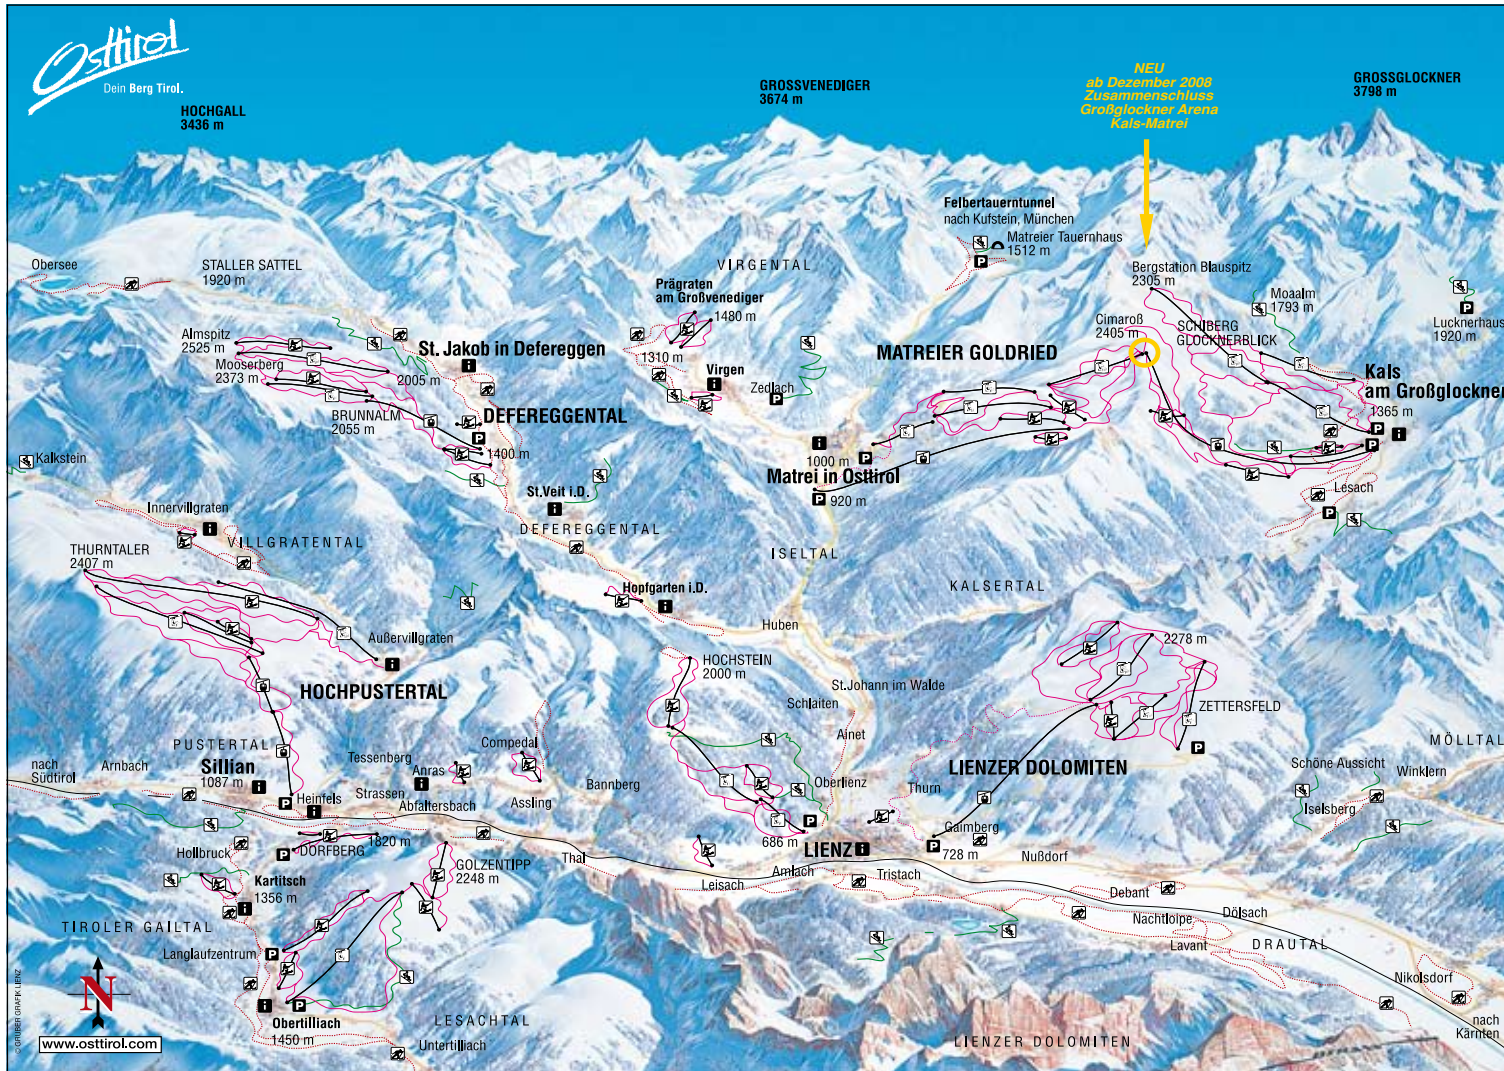 Osttirol
Dein Berg Tirol.
HOCHGALL
3436 m
GROSSVENEDIGER
3674 m
NEU
ab Dezember 2008
Zusammenschluss
Großglockner Arena
Kals-Matrei
GROSSGLOCKNER
3798 m
Felbertauerntunnel
nach Kufstein, München
Matreier Tauernhaus
1512 m
Obersee
STALLER SATTEL
1920 m
VIRGENTAL
Prägraten
am Großvenediger
1480 m
1310 m
Bergstation Blauspitz
2305 m
Moaalm
1793 m
Lucknerhaus
1920 m
Cimaroß
2405 m
SCHIBERG
GLOCKNERBLICK
Almspitz
2525 m
Mooserberg
2373 m
2005 m
St. Jakob in Defereggen
BRUNNALM
2055 m
DEFEREGGENTAL
1400 m
Virgen
Zedlach
MATREIER GOLDRIED
Kals
am Großglockner
1365 m
1000 m
Matrei in Osttirol
920 m
Lesach
Kalkstein
Innervillgraten
VILLGRATENTAL
St.Veit i.D.
DEFEREGGENTAL
ISELTAL
KALSERTAL
THURNTALER
2407 m
Hopfgarten i.D.
Huben
Außervillgraten
HOCHPUSTERTAL
HOCHSTEIN
2000 m
St.Johann im Walde
Schlaiten
Ainet
2278 m
ZETTERSFELD
MÖLLTAL
PUSTERTAL
nach
Südtirol
Arnbach
Sillian
1087 m
Heinfels
Tessenberg
Anras
Strassen
Abfaltersbach
Compedal
Assling
Bannberg
Oberlienz
LIENZER DOLOMITEN
Thurn
Gaimberg
728 m
Schöne Aussicht
Winklern
Iselsberg
Hollbruck
DORFBERG
1820 m
686 m
LIENZ
Nußdorf
Thal
Leisach
Amlach
Tristach
Debant
Kartitsch
1356 m
GOLZENTIPP
2248 m
Nachtloipe
Dölsach
Lavant
DRAUTAL
TIROLER GAILTAL
Langlaufzentrum
Nikolsdorf
nach
Kärnten
N
Obertilliach
1450 m
LESACHTAL
Untertilliach
LIENZER DOLOMITEN
www.osttirol.com
© GRUBER GRAFIK LIENZ